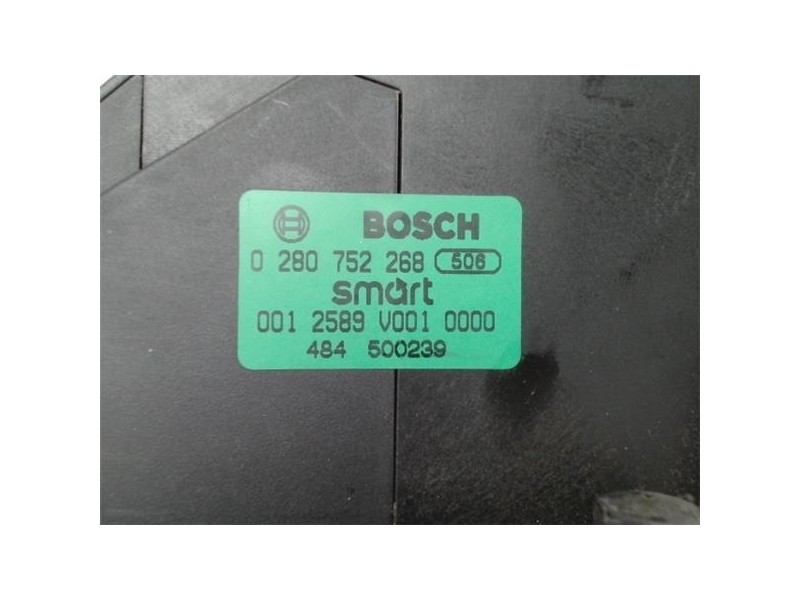 BOSCH
0 280 752 268 506
smart
001 2589 V001 0000
484 500239